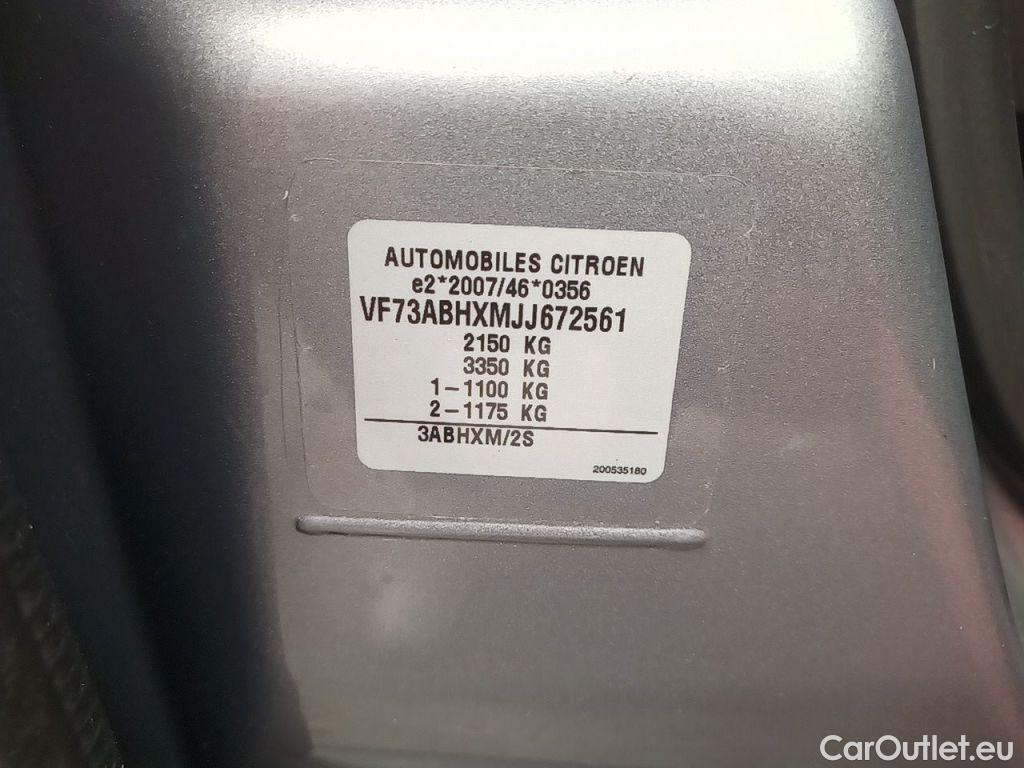 AUTOMOBILES CITROEN
e2*2007/46*0356
VF73ABHXMJJ672561
2150 KG
3350 KG
1-1100 KG
2-1175 KG
3ABHXM/2S
200535180
CarOutlet.eu